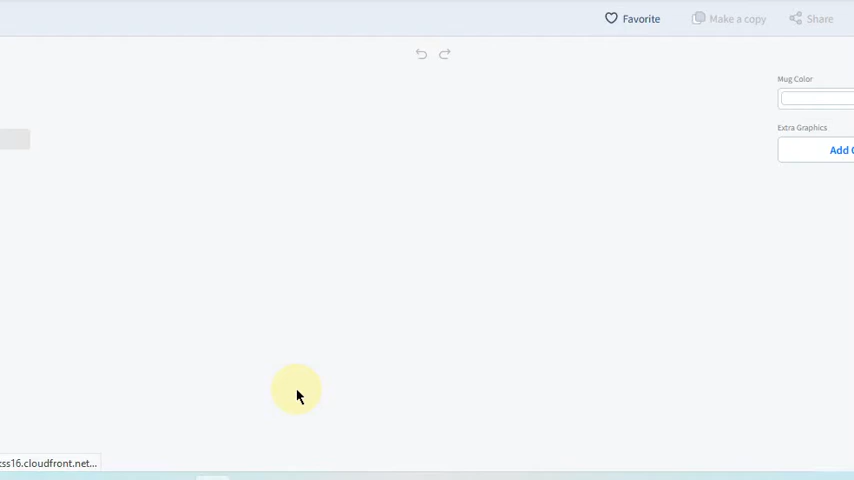 Favorite
Make a copy
Share
Mug Color
Extra Graphics
Add
ss16.cloudfront.net...